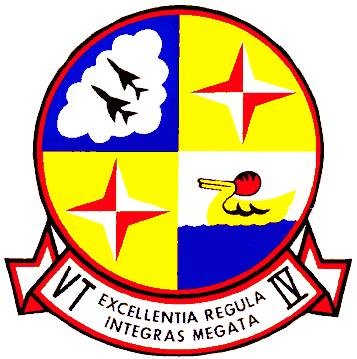 VT EXCELLENTIA REGULA IV
INTEGRAS MEGATA